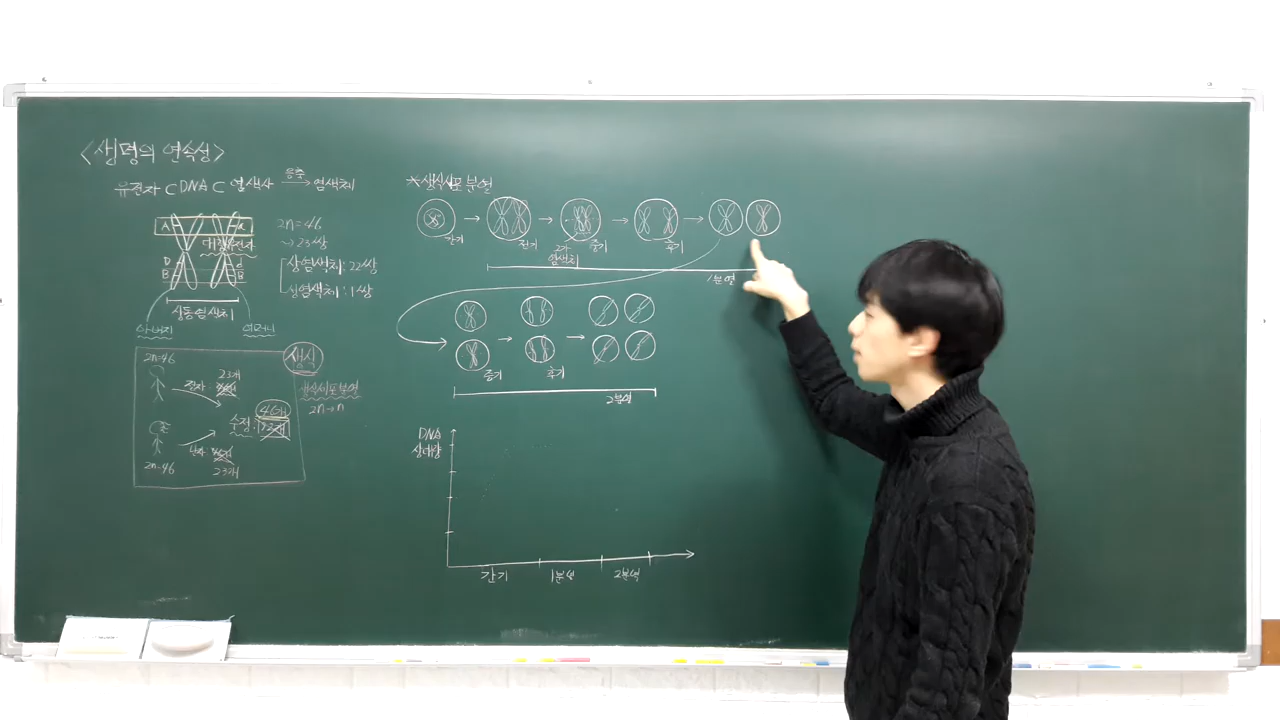 <생명의 연속성>
유전자 ⊂ DNA ⊂ 염색사 응축→ 염색체
A
대립유전자
D d
B B
상동염색체
아버지 어머니
2n=46
→ 23쌍
상염색체: 22쌍
성염색체: 1쌍
생식
생식세포분열
2n→n
2n=46
정자 23개
수정: 46개
난자
23개
2n=46
*생식세포 분열
간기 전기 중기 후기
2가
염색체
1분열
중기 후기
2분열
DNA
상대량
간기 1분열 2분열